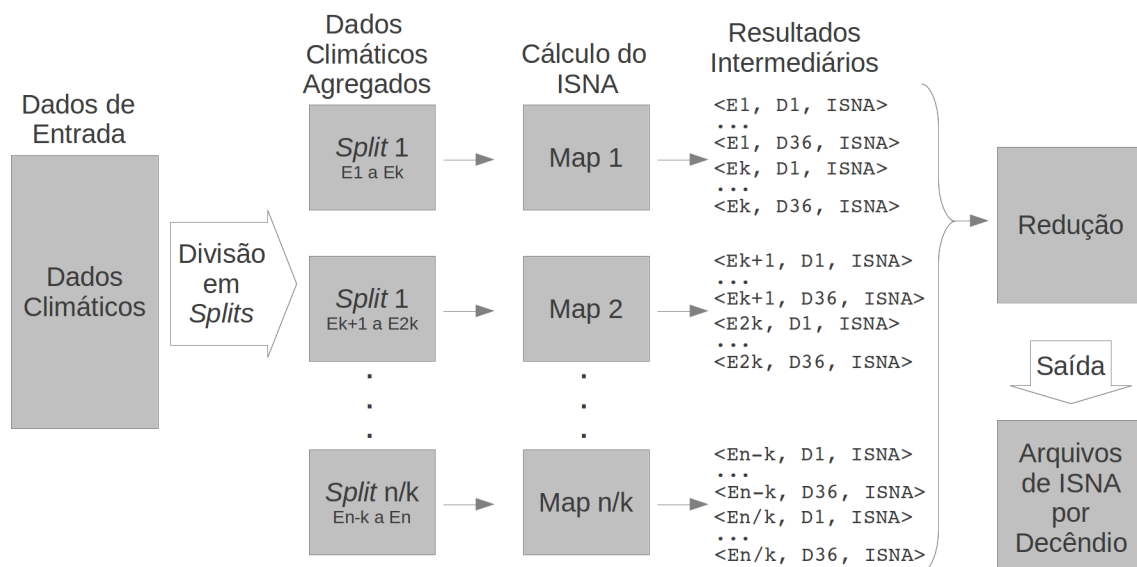 Dados de
Entrada
Dados
Climáticos
Divisão
em
Splits
Dados
Climáticos
Agregados
Split 1
E1 a Ek
Split 1
Ek+1 a E2k
.
.
.
Split n/k
En-k a En
Cálculo do
ISNA
Map 1
Map 2
.
.
.
Map n/k
Resultados
Intermediários
<E1, D1, ISNA>
...
<E1, D36, ISNA>
<Ek, D1, ISNA>
...
<Ek, D36, ISNA>
<Ek+1, D1, ISNA>
...
<Ek+1, D36, ISNA>
<E2k, D1, ISNA>
...
<E2k, D36, ISNA>
<En-k, D1, ISNA>
...
<En-k, D36, ISNA>
<En/k, D1, ISNA>
...
<En/k, D36, ISNA>
Redução
Saída
Arquivos
de ISNA
por
Decêndio